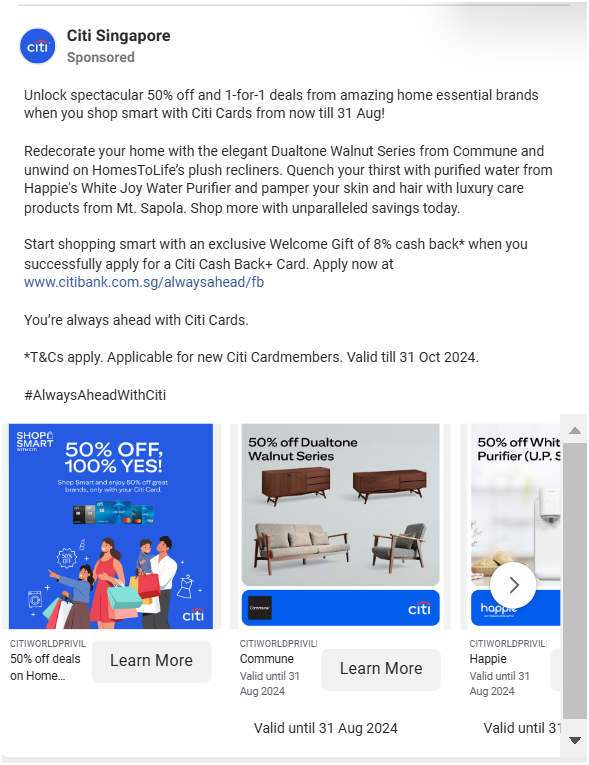 citi
Citi Singapore
Sponsored
Unlock spectacular 50% off and 1-for-1 deals from amazing home essential brands
when you shop smart with Citi Cards from now till 31 Aug!
Redecorate your home with the elegant Dualtone Walnut Series from Commune and
unwind on HomesToLife's plush recliners. Quench your thirst with purified water from
Happie's White Joy Water Purifier and pamper your skin and hair with luxury care
products from Mt. Sapola. Shop more with unparalleled savings today.
Start shopping smart with an exclusive Welcome Gift of 8% cash back* when you
successfully apply for a Citi Cash Back+ Card. Apply now at
www.citibank.com.sg/alwaysahead/fb
You're always ahead with Citi Cards.
*T&Cs apply. Applicable for new Citi Cardmembers. Valid till 31 Oct 2024.
#AlwaysAheadWithCiti
SHOP
SMART
WITH CITI
50% OFF,
100% YES!
Shop Smart and enjoy 50% off great
brands, only with your Citi Card.
50%
OFF
citi
CITIWORLDPRIVIL
50% off deals
on Home...
Learn More
50% off Dualtone
Walnut Series
Commune
citi
CITIWORLDPRIVIL
Commune
Valid until 31
Aug 2024
Learn More
Valid until 31 Aug 2024
50% off Whit
Purifier (U.P. S
happie
CITIWORLDPRIVIL
Happie
Valid until 31
Aug 2024
Valid until 31